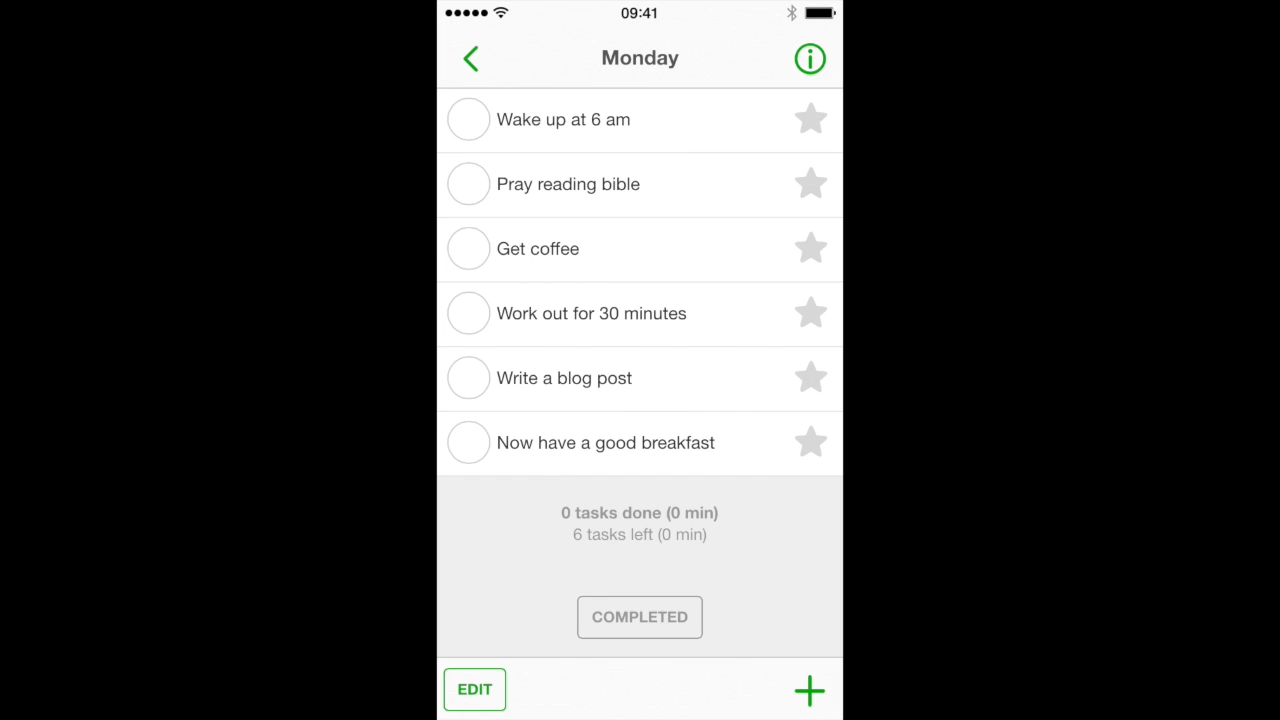 09:41
Monday
Wake up at 6 am
Pray reading bible
Get coffee
Work out for 30 minutes
Write a blog post
Now have a good breakfast
0 tasks done (0 min)
6 tasks left (0 min)
COMPLETED
EDIT